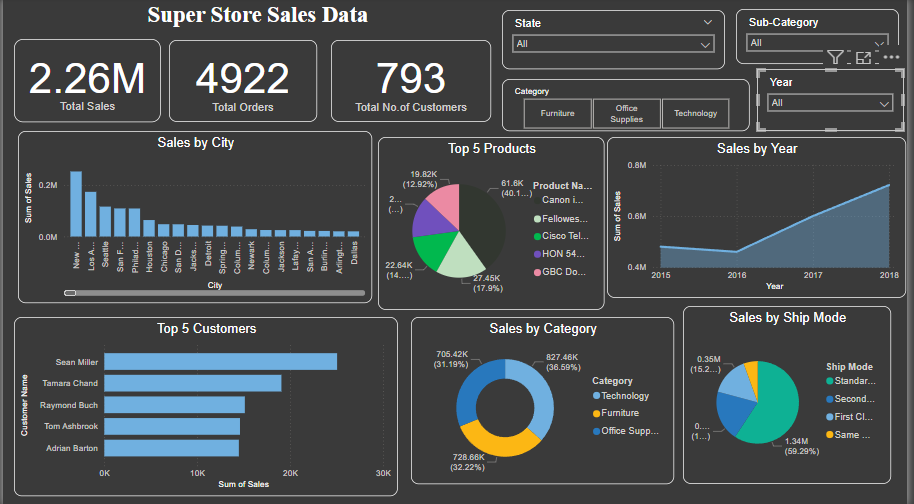 Super Store Sales Data
2.26M
Total Sales
4922
Total Orders
793
Total No.of Customers
State
All
Sub-Category
All
Category
Furniture
Office Supplies
Technology
Year
All
Sales by City
Sum of Sales
0.2M
0.0M
New ...
Los A...
Seattle
San F...
Philad...
Houston
Chicago
San D...
Jacks...
Detroit
Spring...
Colum...
Newark
Colum...
Jackson
Lafay...
San A...
Burlin...
Arlingt...
Dallas
City
Top 5 Products
19.82K
(12.92%)
61.6K
(40.1...
2...
(...)
22.64K
(14....
27.45K
(17.9%)
Product Na...
Canon i...
Fellowes...
Cisco Tel...
HON 54...
GBC Do...
Sales by Year
Sum of Sales
0.8M
0.6M
0.4M
2015
2016
2017
2018
Year
Top 5 Customers
Customer Name
Sean Miller
Tamara Chand
Raymond Buch
Tom Ashbrook
Adrian Barton
0K
10K
20K
30K
Sum of Sales
Sales by Category
705.42K
(31.19%)
827.46K
(36.59%)
728.66K
(32.22%)
Category
Technology
Furniture
Office Supp...
Sales by Ship Mode
0.35M
(15.2...
0....
(1...)
1.34M
(59.29%)
Ship Mode
Standar...
Second...
First Cl...
Same ...